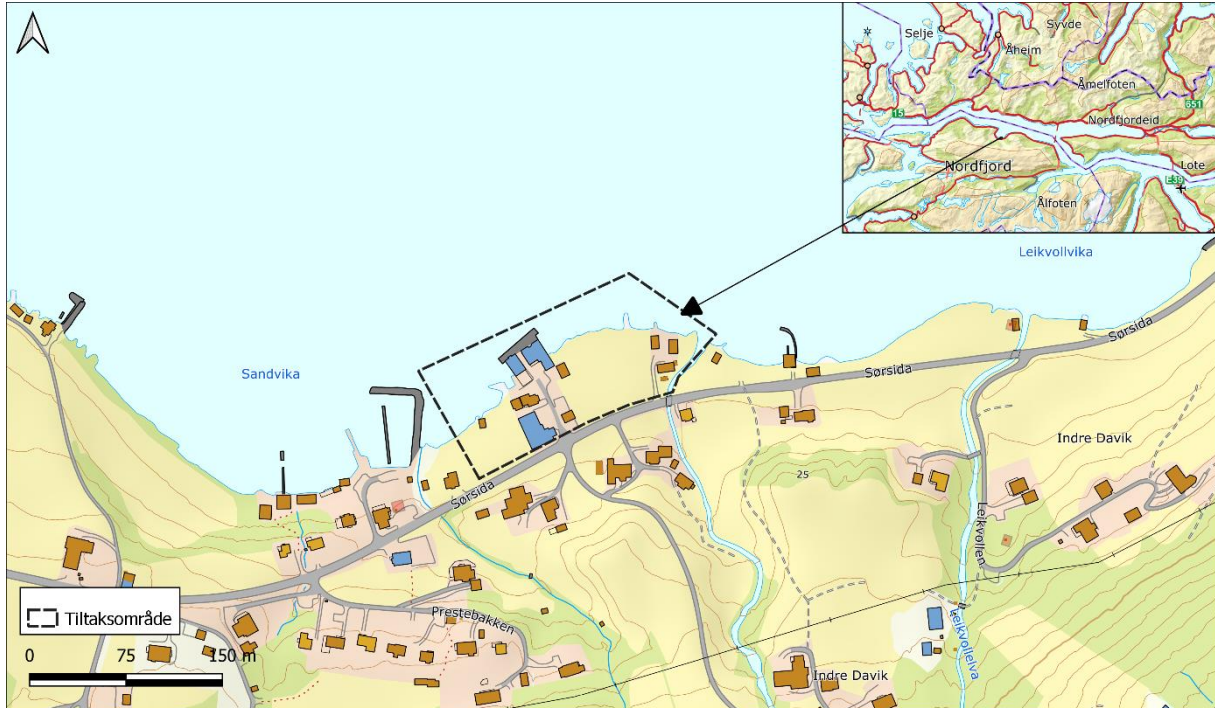 Selje
Syvde
Åheim
Åmelfoten
651
15
Nordfjordeid
Nordfjord
Lote
E39
Ålfoten
Leikvollvika
Sørsida
Sandvika
Sørsida
Indre Davik
25
Sørsida
Leikvollen
Tiltaksområde
Prestebakken
Leikvollelva
0 75 150 m
Indre Davik